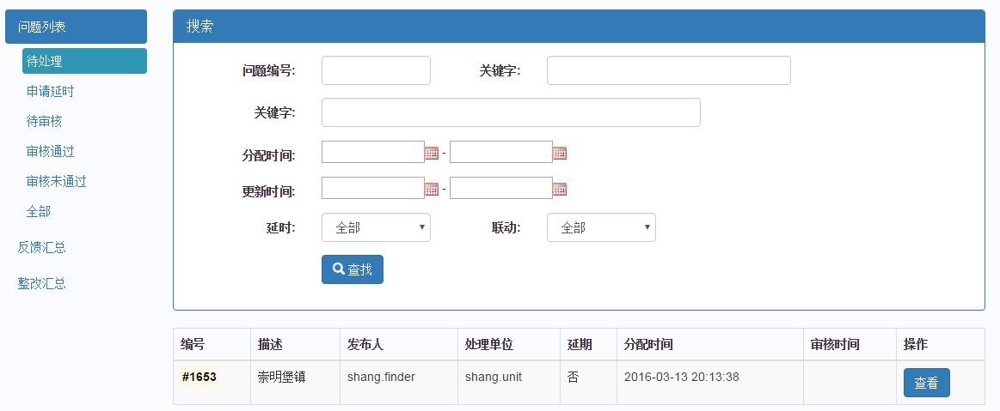 问题列表
待处理
申请延时
待审核
审核通过
审核未通过
全部
反馈汇总
整改汇总
搜索
问题编号: 关键字:
关键字:
分配时间: -
更新时间: -
延时: 全部 联动: 全部
查找
编号 描述 发布人 处理单位 延期 分配时间 审核时间 操作
#1653 崇明堡镇 shang.finder shang.unit 否 2016-03-13 20:13:38 查看